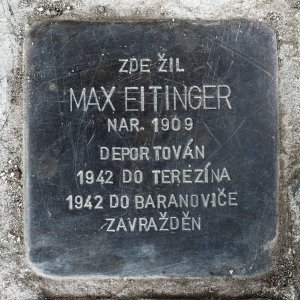 ZDE ŽIL
MAX EITINGER
NAR. 1909
DEPORTOVÁN
1942 DO TEREZÍNA
1942 DO BARANOVIČE
ZAVRAŽDĚN